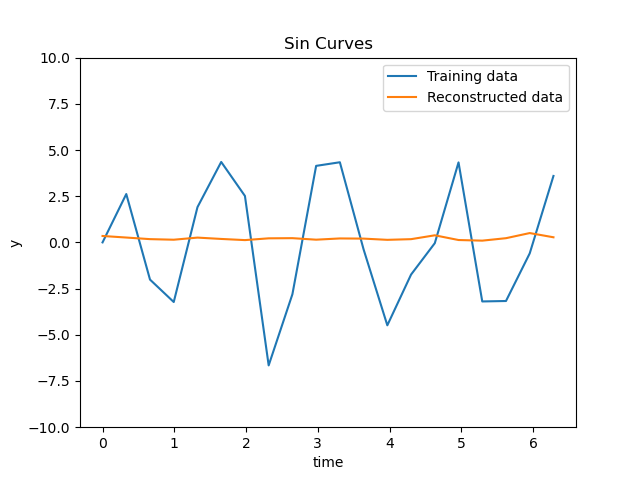 Sin Curves
Training data
Reconstructed data
10.0
7.5
5.0
2.5
0.0
−2.5
−5.0
−7.5
−10.0
y
0 1 2 3 4 5 6
time